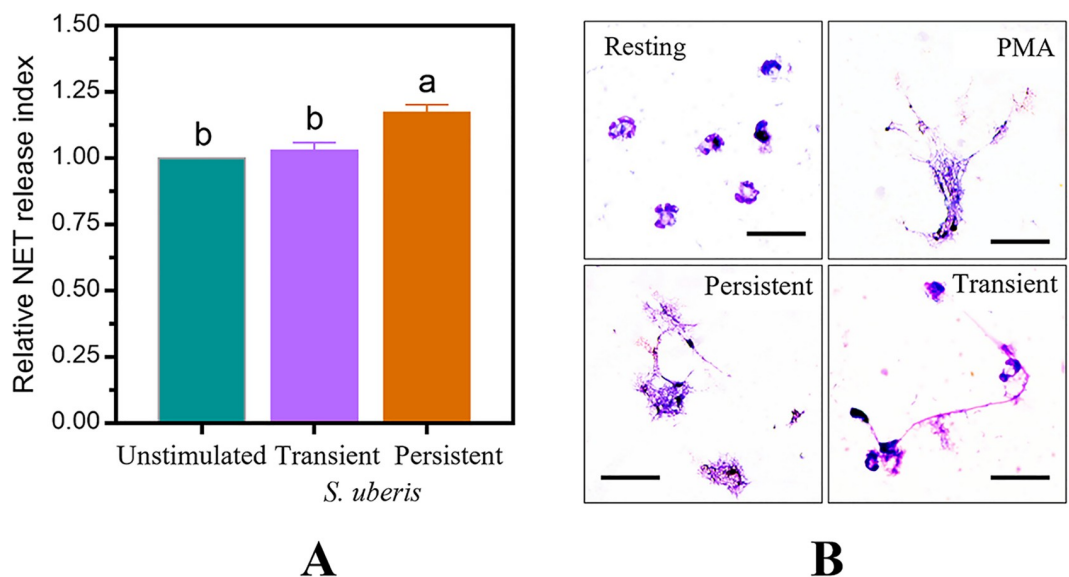 Relative NET release index
1.50
1.25
1.00
0.75
0.50
0.25
0.00
b
b
a
Unstimulated Transient Persistent
S. uberis
A
Resting
PMA
Persistent
Transient
B